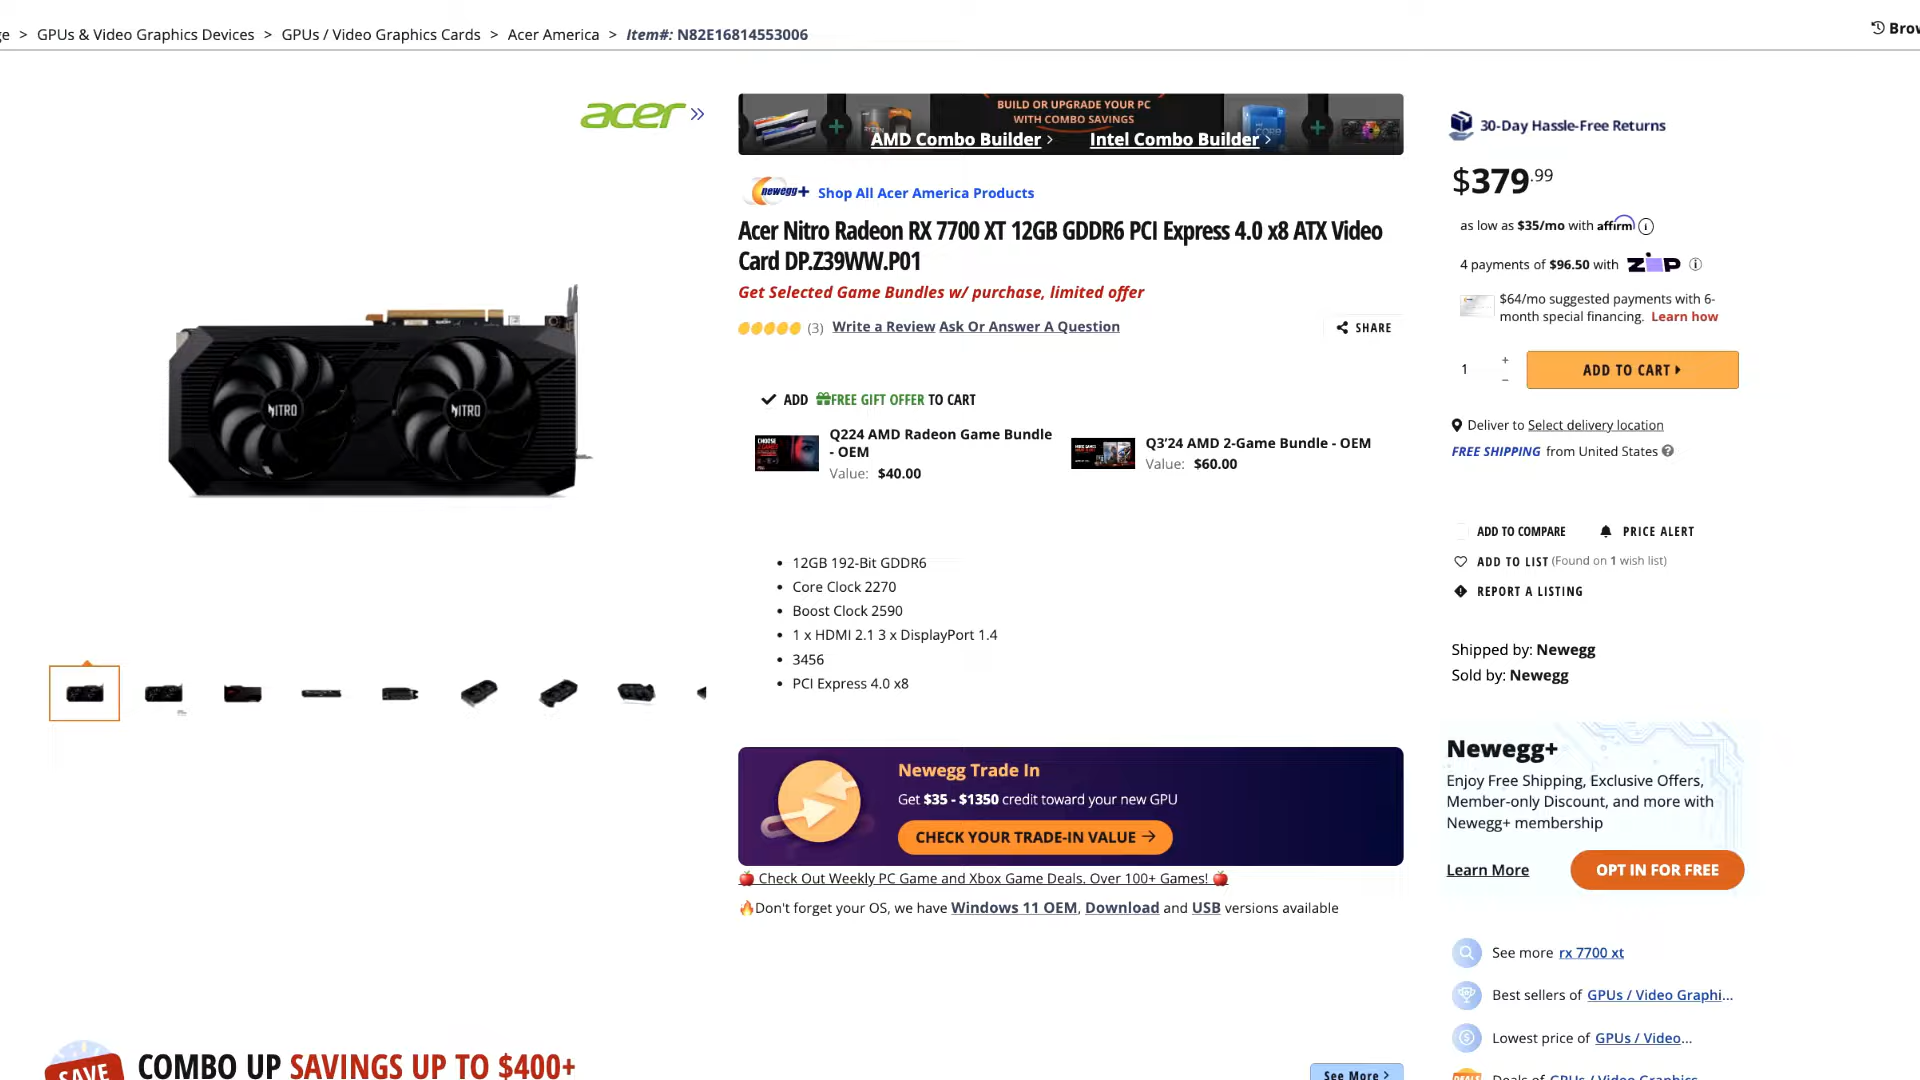 > GPUs & Video Graphics Devices > GPUs / Video Graphics Cards > Acer America > Item#: N82E16814553006
acer
BUILD OR UPGRADE YOUR PC
WITH COMBO SAVINGS
AMD Combo Builder > Intel Combo Builder >
newegg+ Shop All Acer America Products
Acer Nitro Radeon RX 7700 XT 12GB GDDR6 PCI Express 4.0 x8 ATX Video
Card DP.Z39WW.P01
Get Selected Game Bundles w/ purchase, limited offer
(3) Write a Review Ask Or Answer A Question
SHARE
NITRO
NITRO
ADD FREE GIFT OFFER TO CART
Q224 AMD Radeon Game Bundle
- OEM
Value: $40.00
Q3'24 AMD 2-Game Bundle - OEM
Value: $60.00
• 12GB 192-Bit GDDR6
• Core Clock 2270
• Boost Clock 2590
• 1 x HDMI 2.1 3 x DisplayPort 1.4
• 3456
• PCI Express 4.0 x8
Newegg Trade In
Get $35 - $1350 credit toward your new GPU
CHECK YOUR TRADE-IN VALUE →
Check Out Weekly PC Game and Xbox Game Deals. Over 100+ Games!
Don't forget your OS, we have Windows 11 OEM, Download and USB versions available
30-Day Hassle-Free Returns
$379.99
as low as $35/mo with affirm
4 payments of $96.50 with ZIP
$64/mo suggested payments with 6-
month special financing. Learn how
1 + −
ADD TO CART
Deliver to Select delivery location
FREE SHIPPING from United States
ADD TO COMPARE
PRICE ALERT
ADD TO LIST (Found on 1 wish list)
REPORT A LISTING
Shipped by: Newegg
Sold by: Newegg
Newegg+
Enjoy Free Shipping, Exclusive Offers,
Member-only Discount, and more with
Newegg+ membership
Learn More
OPT IN FOR FREE
See more rx 7700 xt
Best sellers of GPUs / Video Graphi...
Lowest price of GPUs / Video...
Deals of GPUs / Video Graphics
SAVE
COMBO UP SAVINGS UP TO $400+
See More >